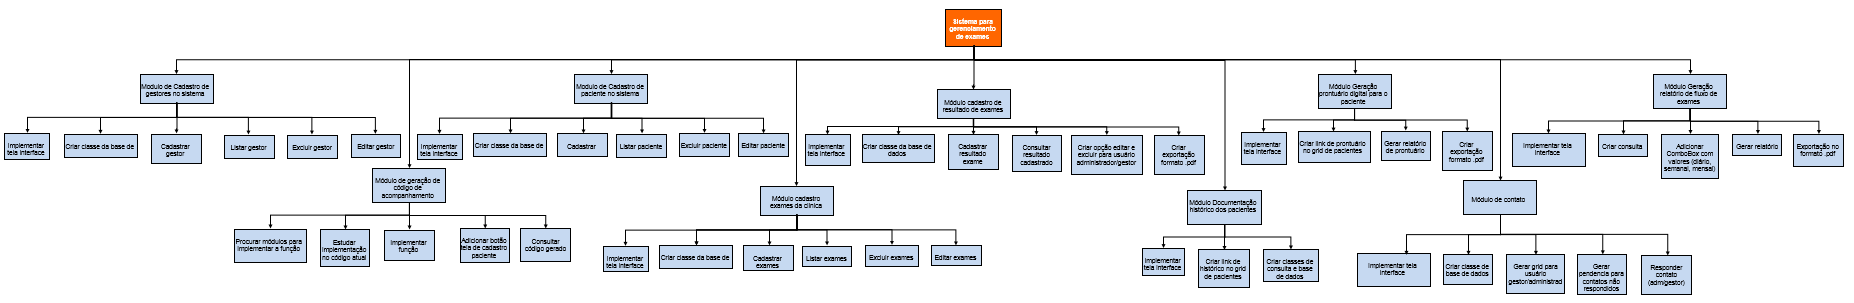 Sistema para
gerenciamento
de exames
Modulo de Cadastro de
gestores no sistema
Implementar
tela interface
Criar classe da base de
Cadastrar
gestor
Listar gestor
Excluir gestor
Editar gestor
Módulo de geração de
código de
acompanhamento
Procurar módulos para
implementar a função
Estudar
implementação
no código atual
Implementar
função
Adicionar botão
tela de cadastro
paciente
Consultar
código gerado
Modulo de Cadastro de
paciente no sistema
Implementar
tela interface
Criar classe da base de
Cadastrar
Listar paciente
Excluir paciente
Editar paciente
Módulo cadastro
exames da clínica
Implementar
tela interface
Criar classe da base de
Cadastrar
exames
Listar exames
Excluir exames
Editar exames
Módulo cadastro de
resultado de exames
Implementar
tela interface
Criar classe da base de
dados
Cadastrar
resultado
exame
Consultar
resultado
cadastrado
Criar opção editar e
excluir para usuário
administrador/gestor
Criar
exportação
formato .pdf
Módulo Documentação
histórico dos pacientes
Implementar
tela interface
Criar link de
histórico no grid
de pacientes
Criar classes de
consulta e base
de dados
Módulo Geração
prontuário digital para o
paciente
Implementar
tela interface
Criar link de prontuário
no grid de pacientes
Gerar relatório
de prontuário
Criar
exportação
formato .pdf
Módulo de contato
Implementar tela
interface
Criar classe de
base de dados
Gerar grid para
usuário
gestor/administrad
Gerar
pendencia para
contatos não
respondidos
Responder
contato
(adm/gestor)
Módulo Geração
relatório de fluxo de
exames
Implementar tela
interface
Criar consulta
Adicionar
ComboBox com
valores (diário,
semanal, mensal)
Gerar relatório
Exportação no
formato .pdf